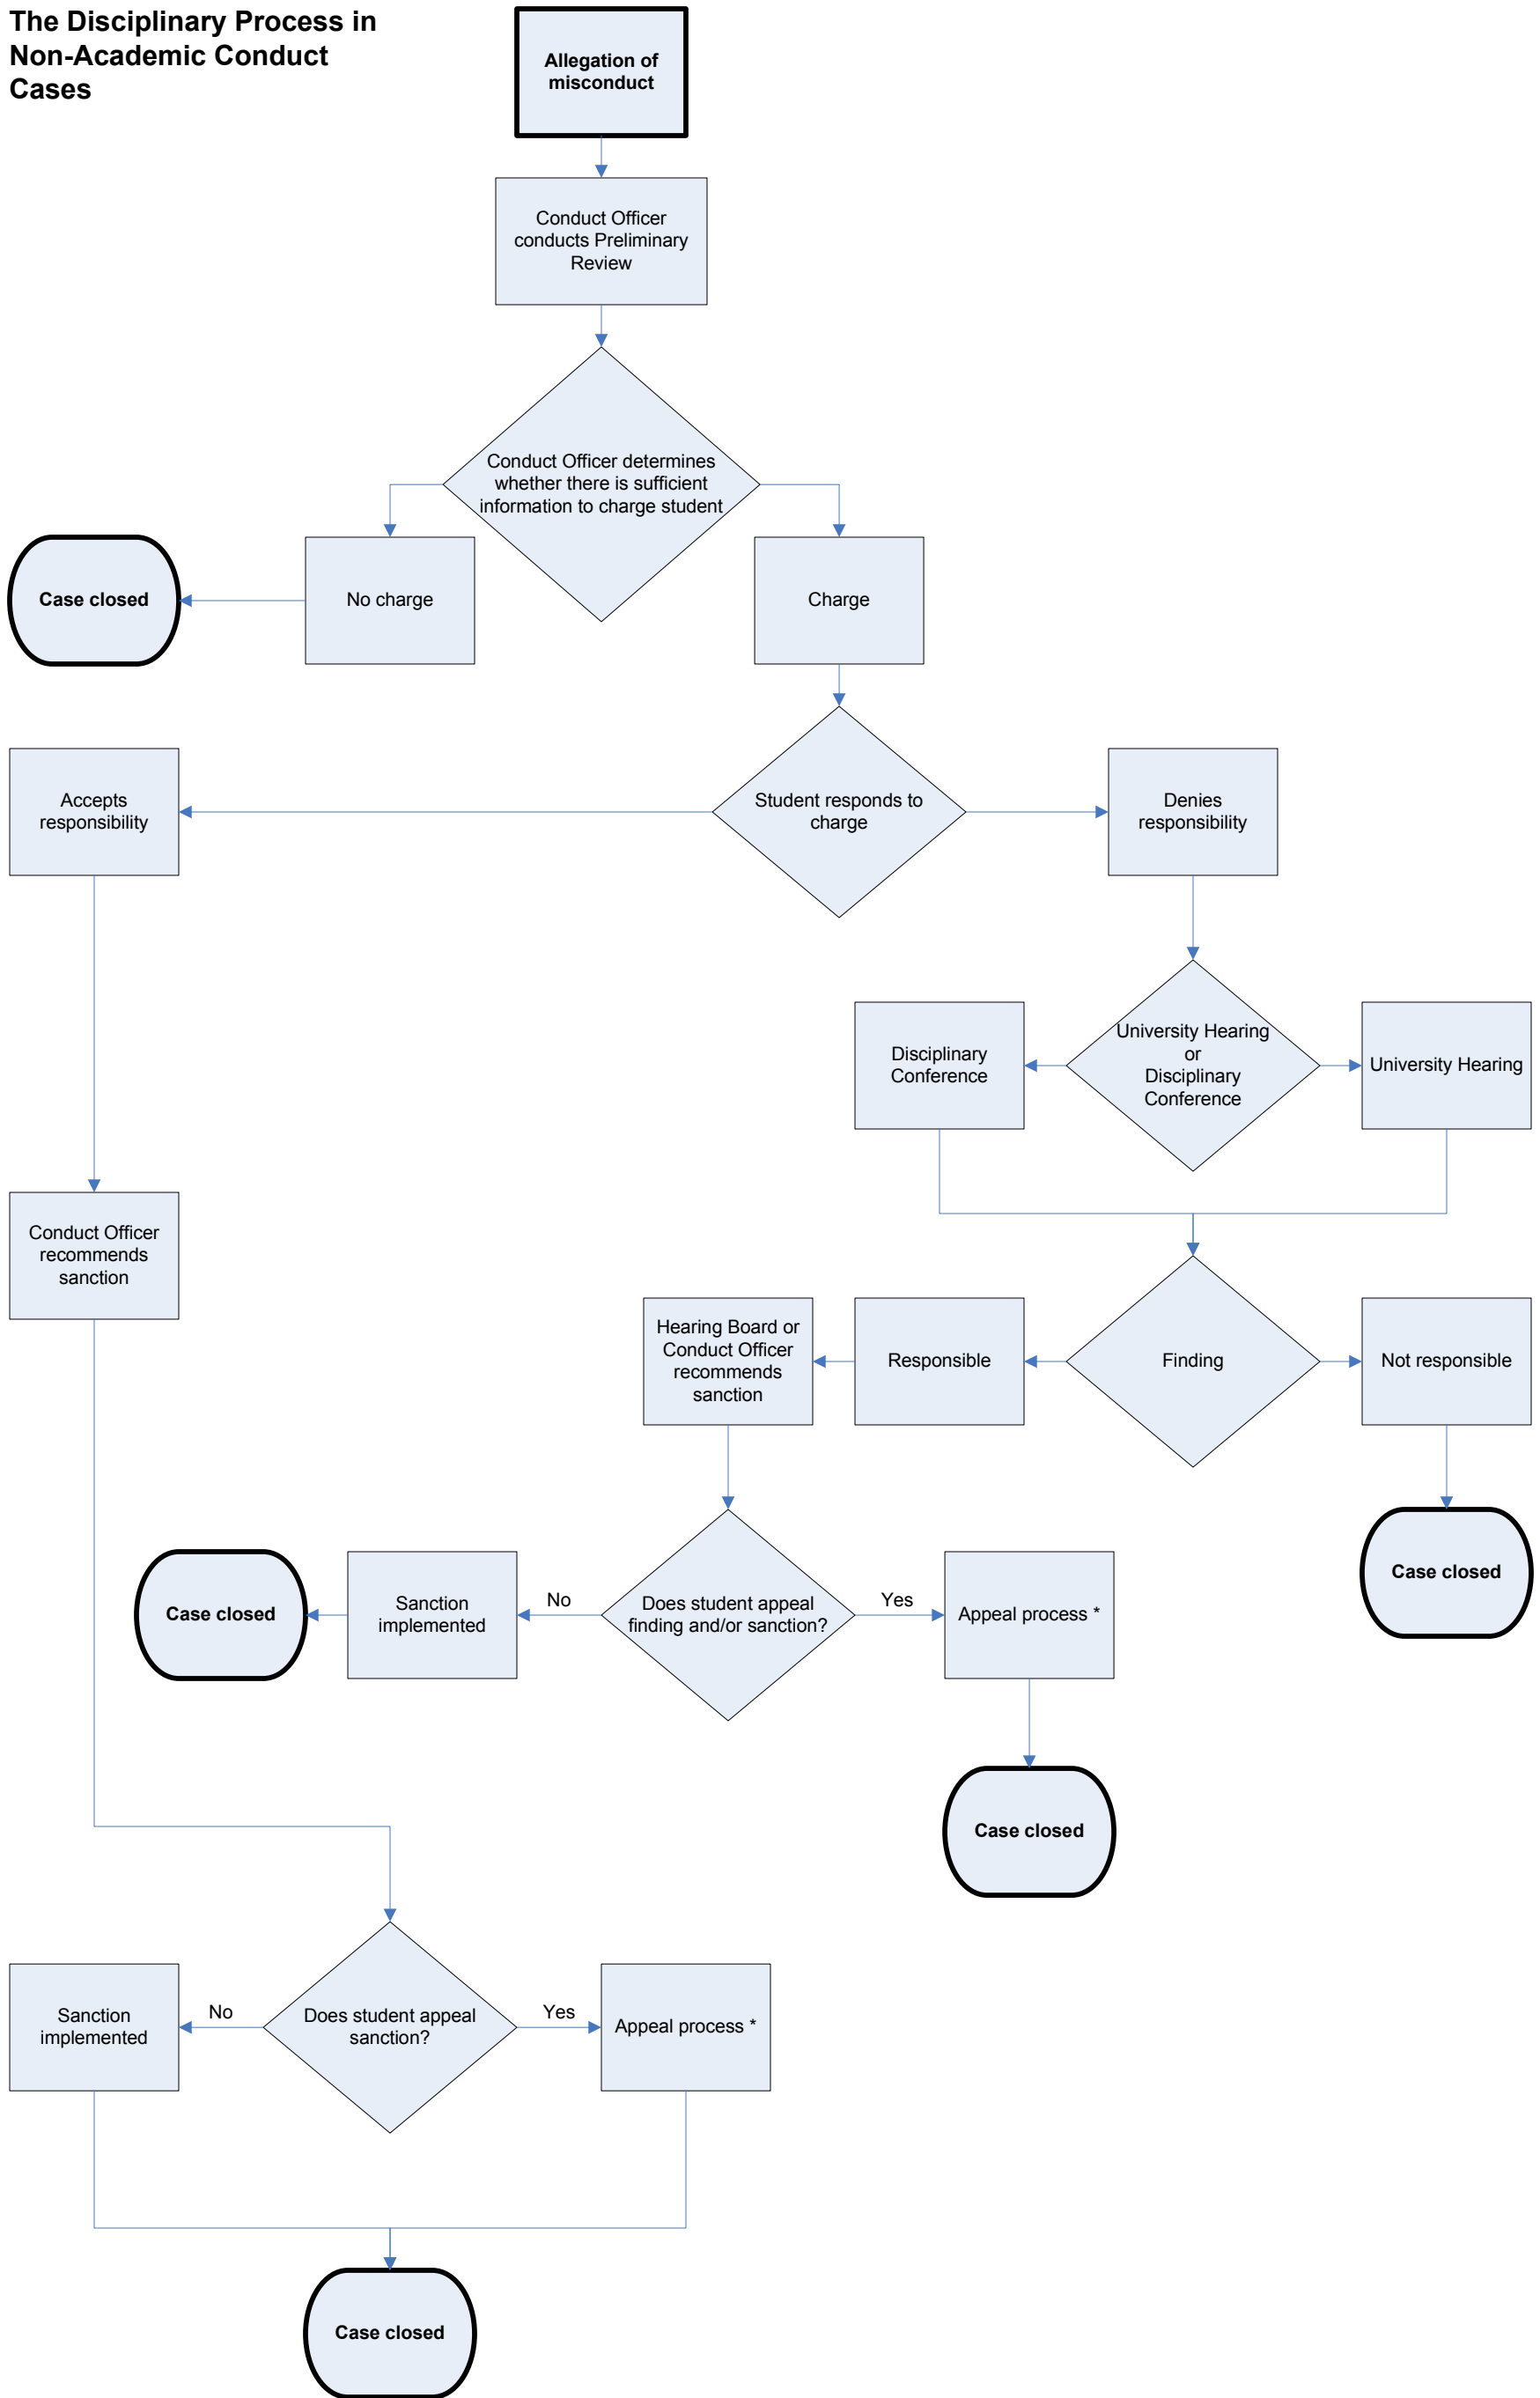 The Disciplinary Process in
Non-Academic Conduct
Cases
Allegation of
misconduct
Conduct Officer
conducts Preliminary
Review
Conduct Officer determines
whether there is sufficient
information to charge student
Case closed
No charge
Charge
Accepts
responsibility
Student responds to
charge
Denies
responsibility
Disciplinary
Conference
University Hearing
or
Disciplinary
Conference
University Hearing
Conduct Officer
recommends
sanction
Hearing Board or
Conduct Officer
recommends
sanction
Responsible
Finding
Not responsible
Case closed
Sanction
implemented
No
Does student appeal
finding and/or sanction?
Yes
Appeal process *
Case closed
Case closed
Sanction
implemented
No
Does student appeal
sanction?
Yes
Appeal process *
Case closed